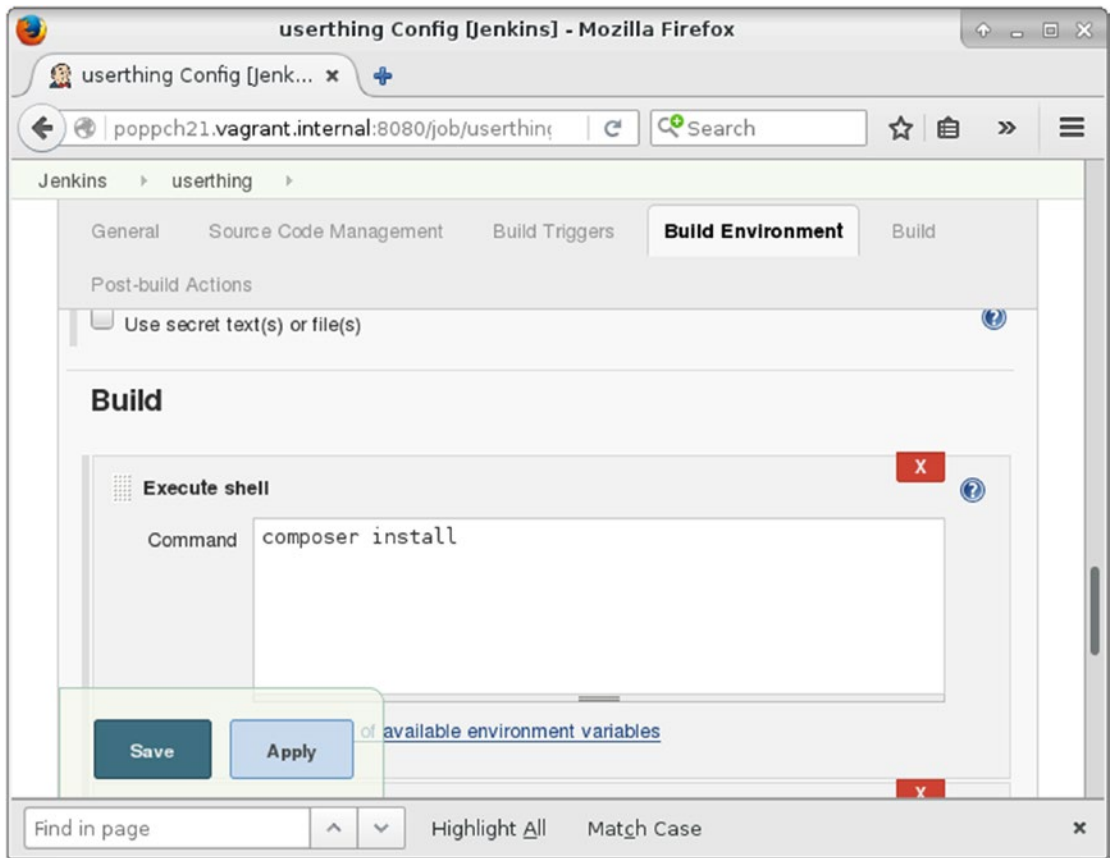 userthing Config [Jenkins] - Mozilla Firefox
userthing Config [Jenk...
poppch21.vagrant.internal:8080/job/userthing
Search
Jenkins userthing
General Source Code Management Build Triggers Build Environment Build
Post-build Actions
Use secret text(s) or file(s)
Build
X
Execute shell
Command composer install
of available environment variables
Save Apply
X
Find in page Highlight All Match Case